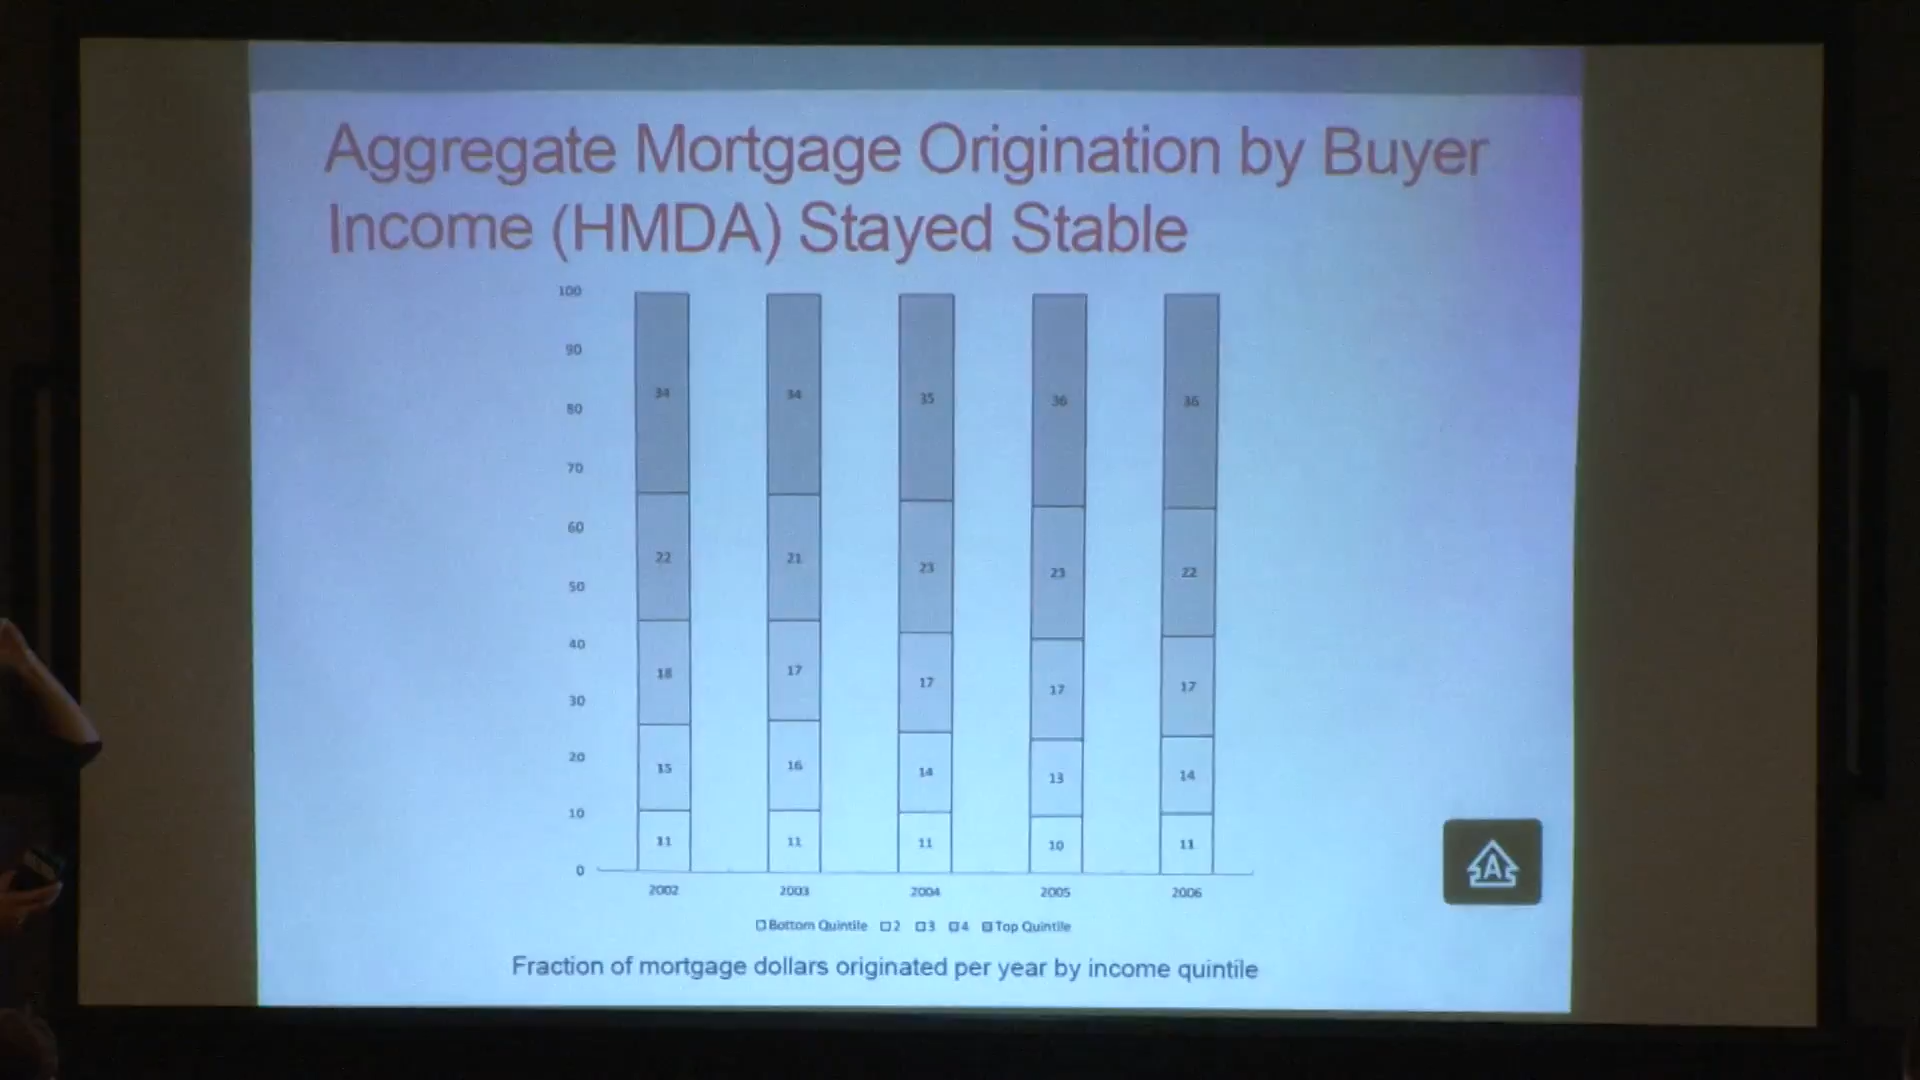 Aggregate Mortgage Origination by Buyer
Income (HMDA) Stayed Stable
100
90
80
70
60
50
40
30
20
10
0
34 34 35 36 36
22 21 23 23 22
18 17 17 17 17
15 16 14 13 14
11 11 11 10 11
2002 2003 2004 2005 2006
Bottom Quintile 2 3 4 Top Quintile
Fraction of mortgage dollars originated per year by income quintile
A